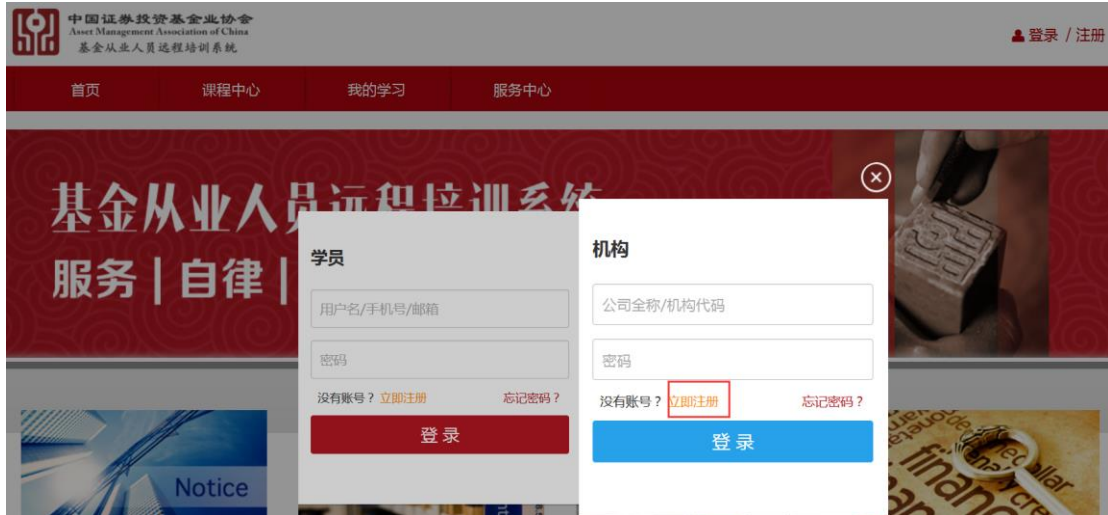 中国证券投资基金业协会
Asset Management Association of China
基金从业人员远程培训系统
登录 / 注册
首页 课程中心 我的学习 服务中心
基金从业人员远程培训系统
服务 | 自律 |
学员
用户名/手机号/邮箱
密码
没有账号？立即注册 忘记密码？
登 录
机构
公司全称/机构代码
密码
没有账号？立即注册 忘记密码？
登 录
Notice
financ